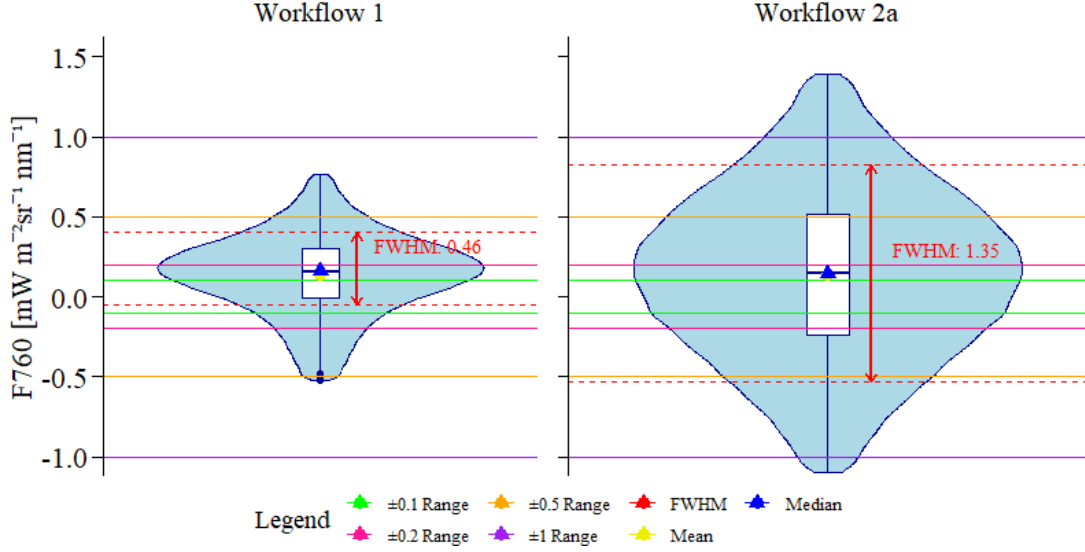 Workflow 1
Workflow 2a
F760 [mW m⁻²sr⁻¹ nm⁻¹]
1.5
1.0
0.5
0.0
-0.5
-1.0
FWHM: 0.46
FWHM: 1.35
Legend
±0.1 Range
±0.5 Range
FWHM
Median
±0.2 Range
±1 Range
Mean